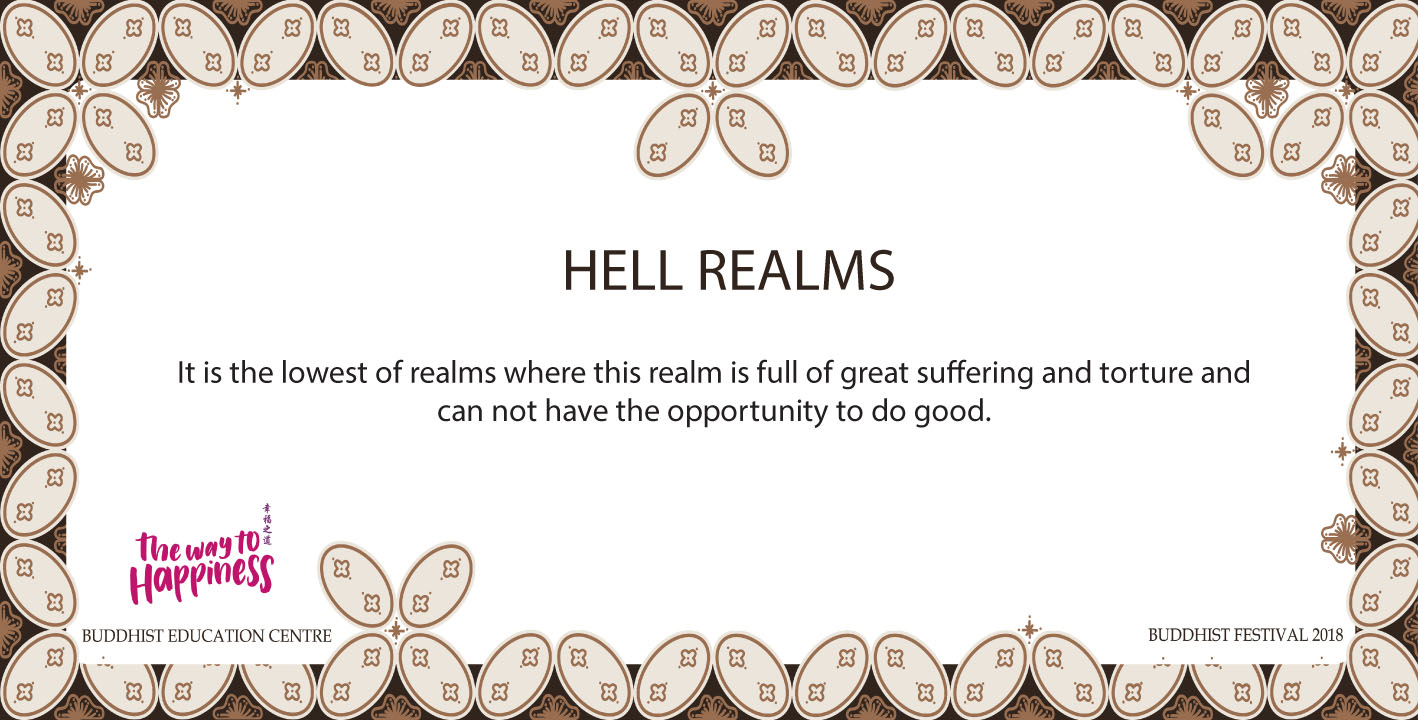 HELL REALMS
It is the lowest of realms where this realm is full of great suffering and torture and
can not have the opportunity to do good.
幸福之道
the way to
Happiness
BUDDHIST EDUCATION CENTRE
BUDDHIST FESTIVAL 2018